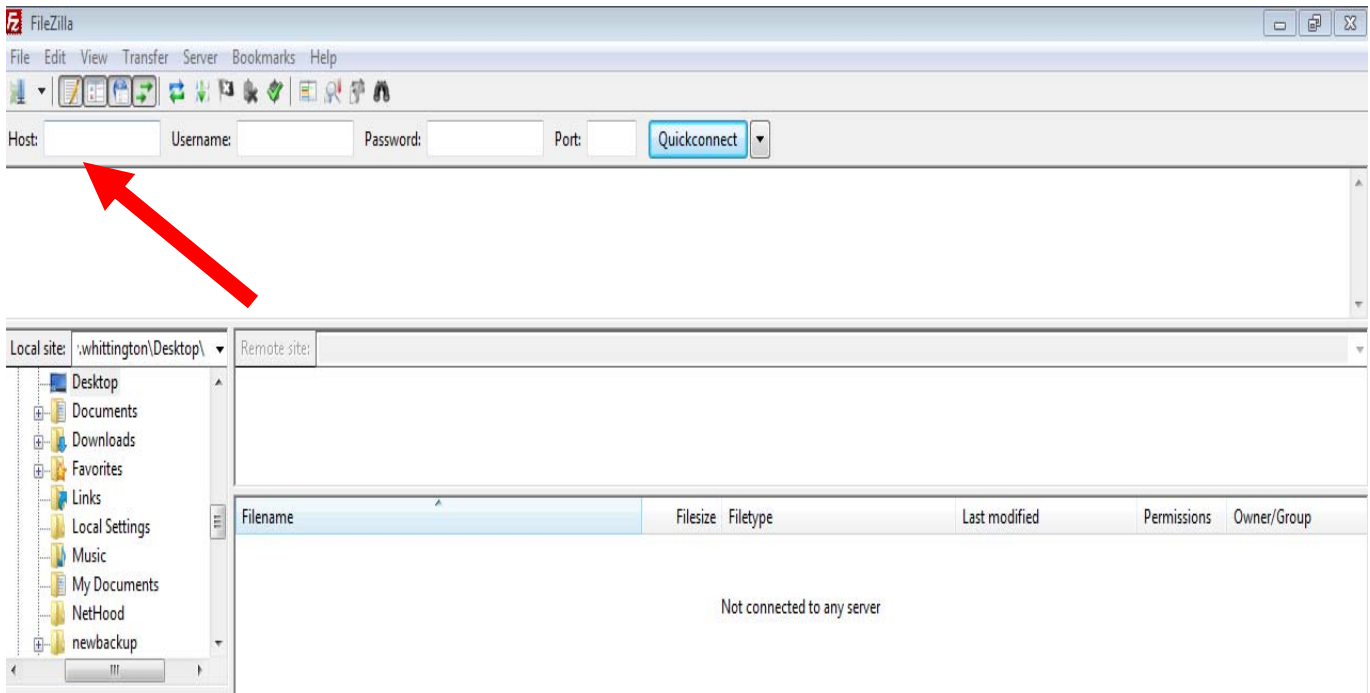 FileZilla
File Edit View Transfer Server Bookmarks Help
Host: Username: Password: Port: Quickconnect
Local site: :.whittington\Desktop\ Remote site:
Desktop
Documents
Downloads
Favorites
Links
Local Settings
Music
My Documents
NetHood
newbackup
Filename Filesize Filetype Last modified Permissions Owner/Group
Not connected to any server